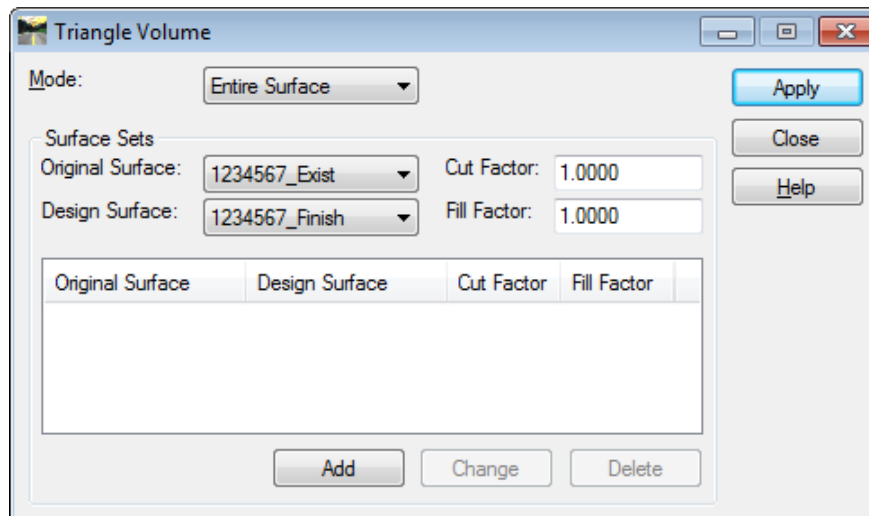 Triangle Volume
Mode: Entire Surface Apply
Surface Sets Close
Original Surface: 1234567_Exist Cut Factor: 1.0000
Help
Design Surface: 1234567_Finish Fill Factor: 1.0000
Original Surface Design Surface Cut Factor Fill Factor
Add Change Delete